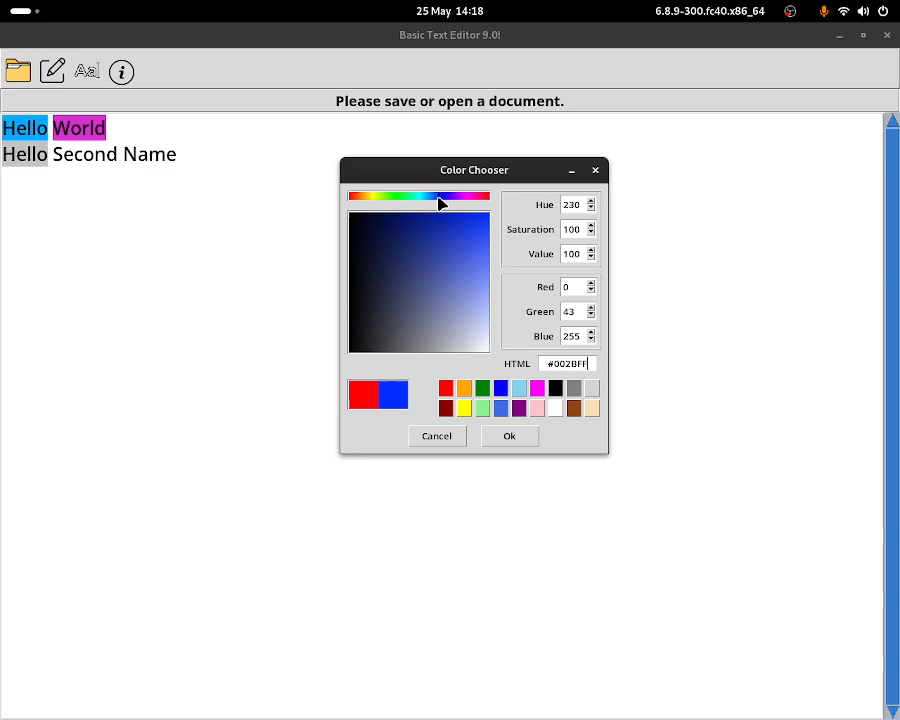 25 May 14:18
6.8.9-300.fc40.x86_64
Basic Text Editor 9.0!
Aa
Please save or open a document.
Hello World
Hello Second Name
Color Chooser
Hue 230
Saturation 100
Value 100
Red 0
Green 43
Blue 255
HTML #002BFF
Cancel Ok